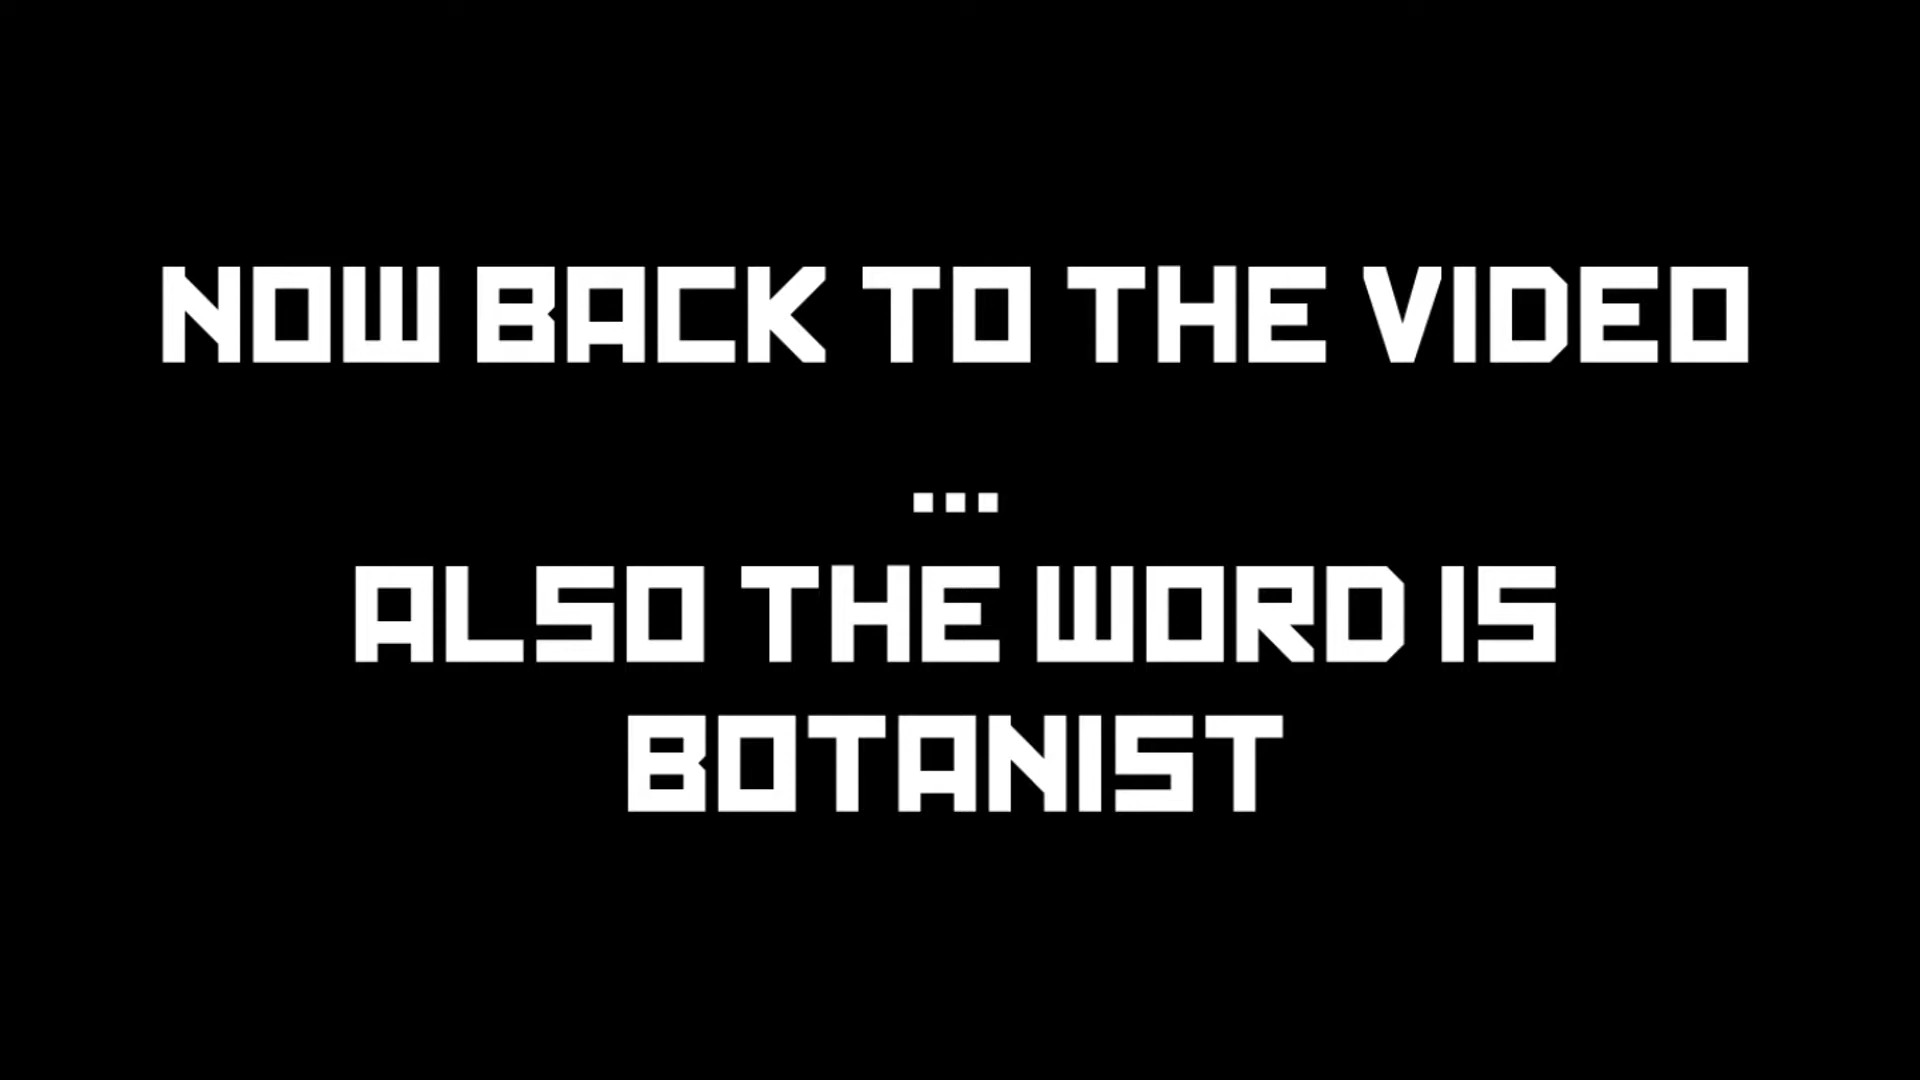 NOW BACK TO THE VIDEO
...
ALSO THE WORD IS
BOTANIST